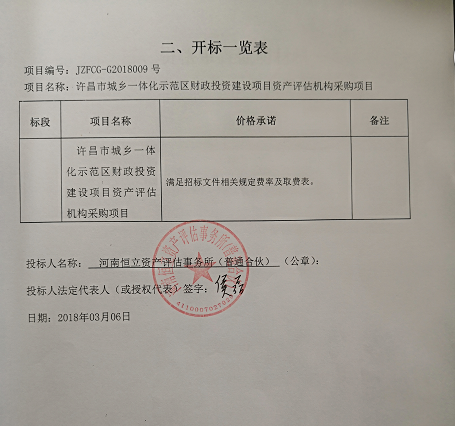 二、开标一览表
项目编号：JZFCG-G2018009 号
项目名称：许昌市城乡一体化示范区财政投资建设项目资产评估机构采购项目
标段 项目名称 价格承诺 备注
许昌市城乡一体
化示范区财政投资
建设项目资产评估
机构采购项目
满足招标文件相关规定费率及取费表。
投标人名称：河南恒立资产评估事务所（普通合伙）（公章）：
投标人法定代表人（或授权代表）签字：
日期：2018年03月06日